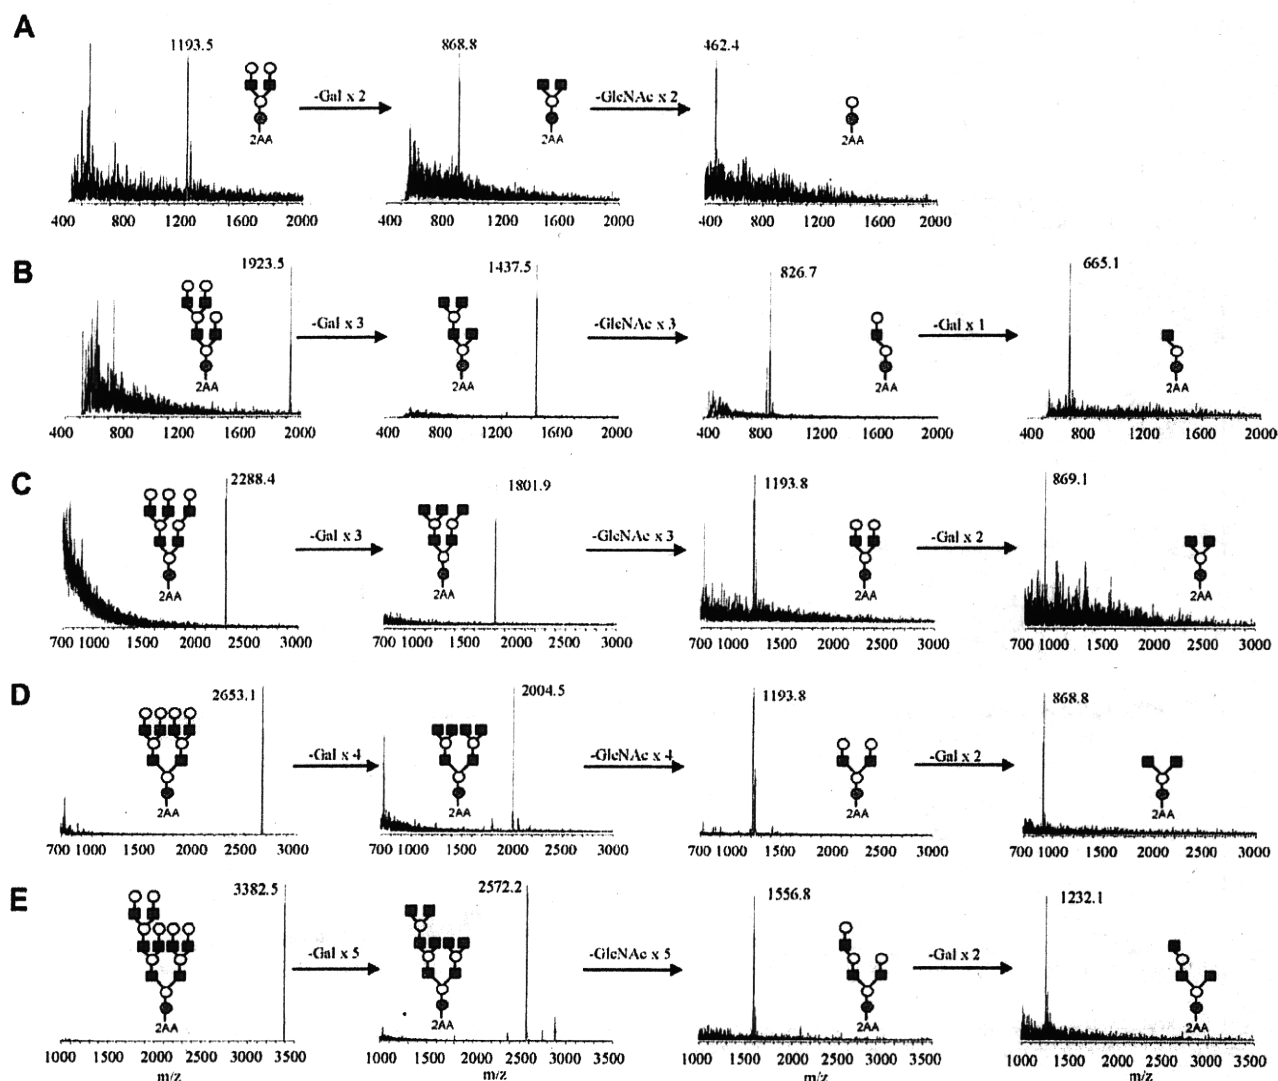 A
1193.5
868.8
462.4
-Gal x 2
-GlcNAc x 2
2AA
2AA
2AA
400 800 1200 1600 2000
400 800 1200 1600 2000
400 800 1200 1600 2000
B
1923.5
1437.5
826.7
665.1
-Gal x 3
-GlcNAc x 3
-Gal x 1
2AA
2AA
2AA
2AA
400 800 1200 1600 2000
400 800 1200 1600 2000
400 800 1200 1600 2000
400 800 1200 1600 2000
C
2288.4
1801.9
1193.8
869.1
-Gal x 3
-GlcNAc x 3
-Gal x 2
2AA
2AA
2AA
2AA
700 1000 1500 2000 2500 3000
700 1000 1500 2000 2500 3000
700 1000 1500 2000 2500 3000
700 1000 1500 2000 2500 3000
D
2653.1
2004.5
1193.8
868.8
-Gal x 4
-GlcNAc x 4
-Gal x 2
2AA
2AA
2AA
2AA
700 1000 1500 2000 2500 3000
700 1000 1500 2000 2500 3000
700 1000 1500 2000 2500 3000
700 1000 1500 2000 2500 3000
E
3382.5
2572.2
1556.8
1232.1
-Gal x 5
-GlcNAc x 5
-Gal x 2
2AA
2AA
2AA
2AA
1000 1500 2000 2500 3000 3500
1000 1500 2000 2500 3000 3500
1000 1500 2000 2500 3000 3500
1000 1500 2000 2500 3000 3500
m/z
m/z
m/z
m/z